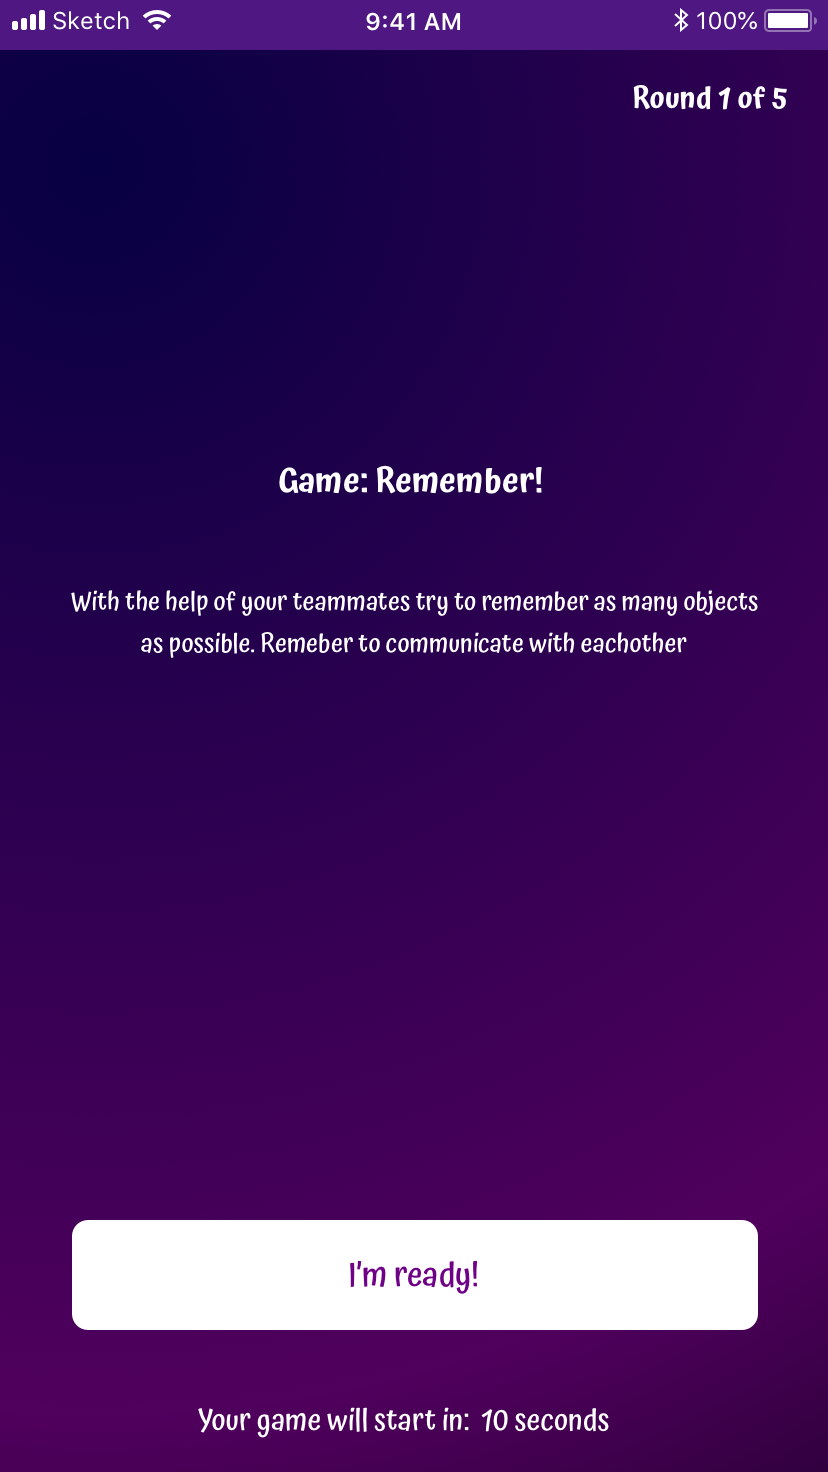 Sketch 9:41 AM 100%
Round 1 of 5
Game: Remember!
With the help of your teammates try to remember as many objects
as possible. Remeber to communicate with eachother
I'm ready!
Your game will start in: 10 seconds